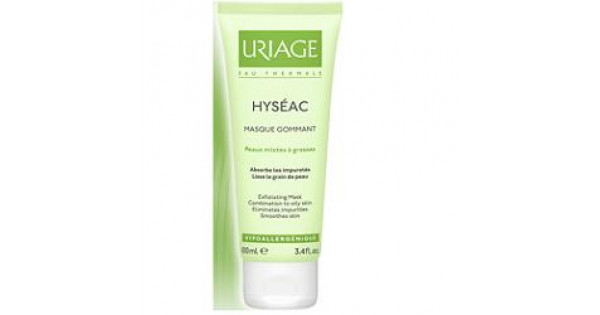 URIAGE
EAU THERMALE
HYSÉAC
MASQUE GOMMANT
Peaux mixtes à grasses
Absorbe les impuretés
Lisse le grain de peau
Exfoliating Mask
Combination to oily skin
Eliminates impurities
Smoothes skin
HYPOALLERGÉNIQUE
100mL e 3.4fl.oz.